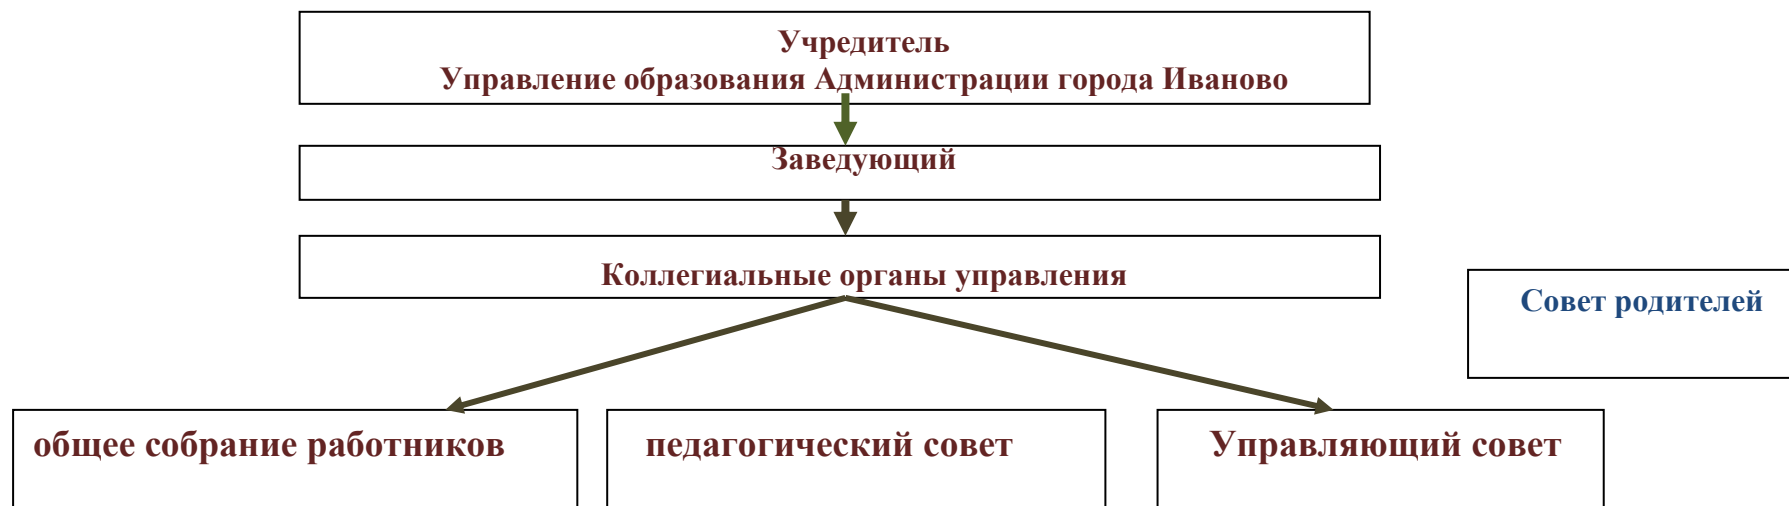 Учредитель
Управление образования Администрации города Иваново
Заведующий
Коллегиальные органы управления
Совет родителей
общее собрание работников
педагогический совет
Управляющий совет